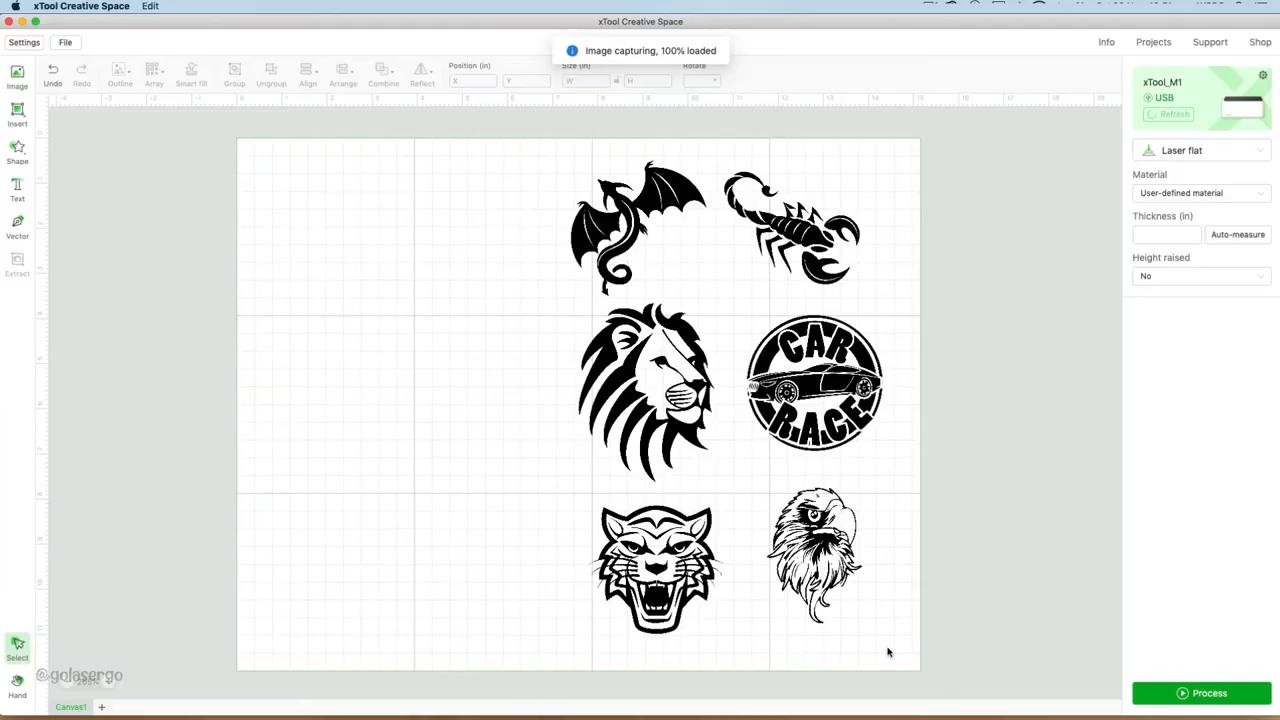 xTool Creative Space
Edit
xTool Creative Space
Settings
File
Image capturing, 100% loaded
Info
Projects
Support
Shop
Image
Undo
Redo
Outline
Array
Smart fill
Group
Ungroup
Align
Arrange
Combine
Reflect
Position (in)
X
Y
Size (in)
W
H
Rotate
xTool_M1
USB
Refresh
Insert
Shape
Text
Vector
Extract
Laser flat
Material
User-defined material
Thickness (in)
Auto-measure
Height raised
No
CAR
RACE
Select
@golasergo
Hand
Canvas1
+
Process